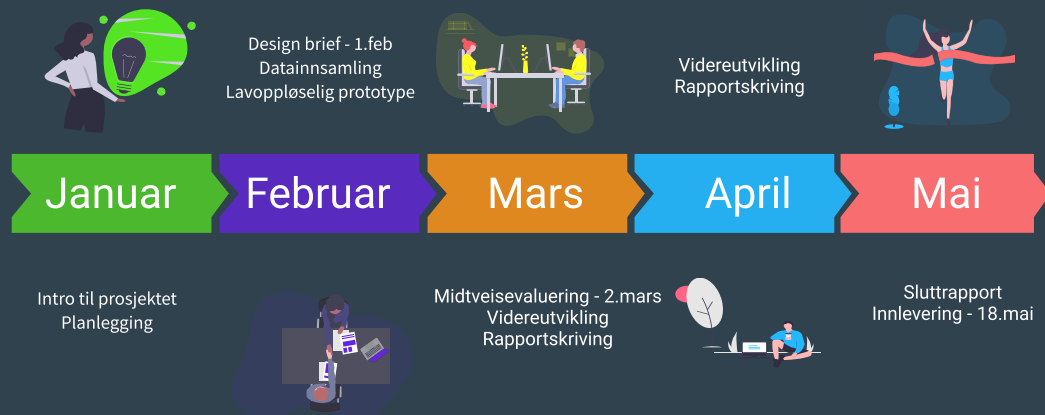 Design brief - 1.feb
Datainnsamling
Lavoppløselig prototype
Videreutvikling
Rapportskriving
Januar
Februar
Mars
April
Mai
Intro til prosjektet
Planlegging
Midtveisevaluering - 2.mars
Videreutvikling
Rapportskriving
Sluttrapport
Innlevering - 18.mai